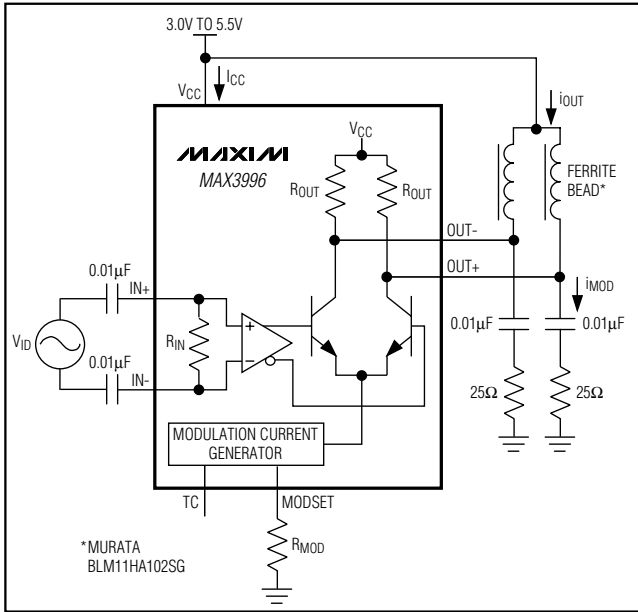 3.0V TO 5.5V
VCC
ICC
iOUT
VCC
MAXIM
MAX3996
ROUT
ROUT
FERRITE
BEAD*
OUT-
OUT+
0.01µF
IN+
iMOD
0.01µF
0.01µF
VID
RIN
+
−
0.01µF
IN-
25Ω
25Ω
MODULATION CURRENT
GENERATOR
TC
MODSET
RMOD
*MURATA
BLM11HA102SG